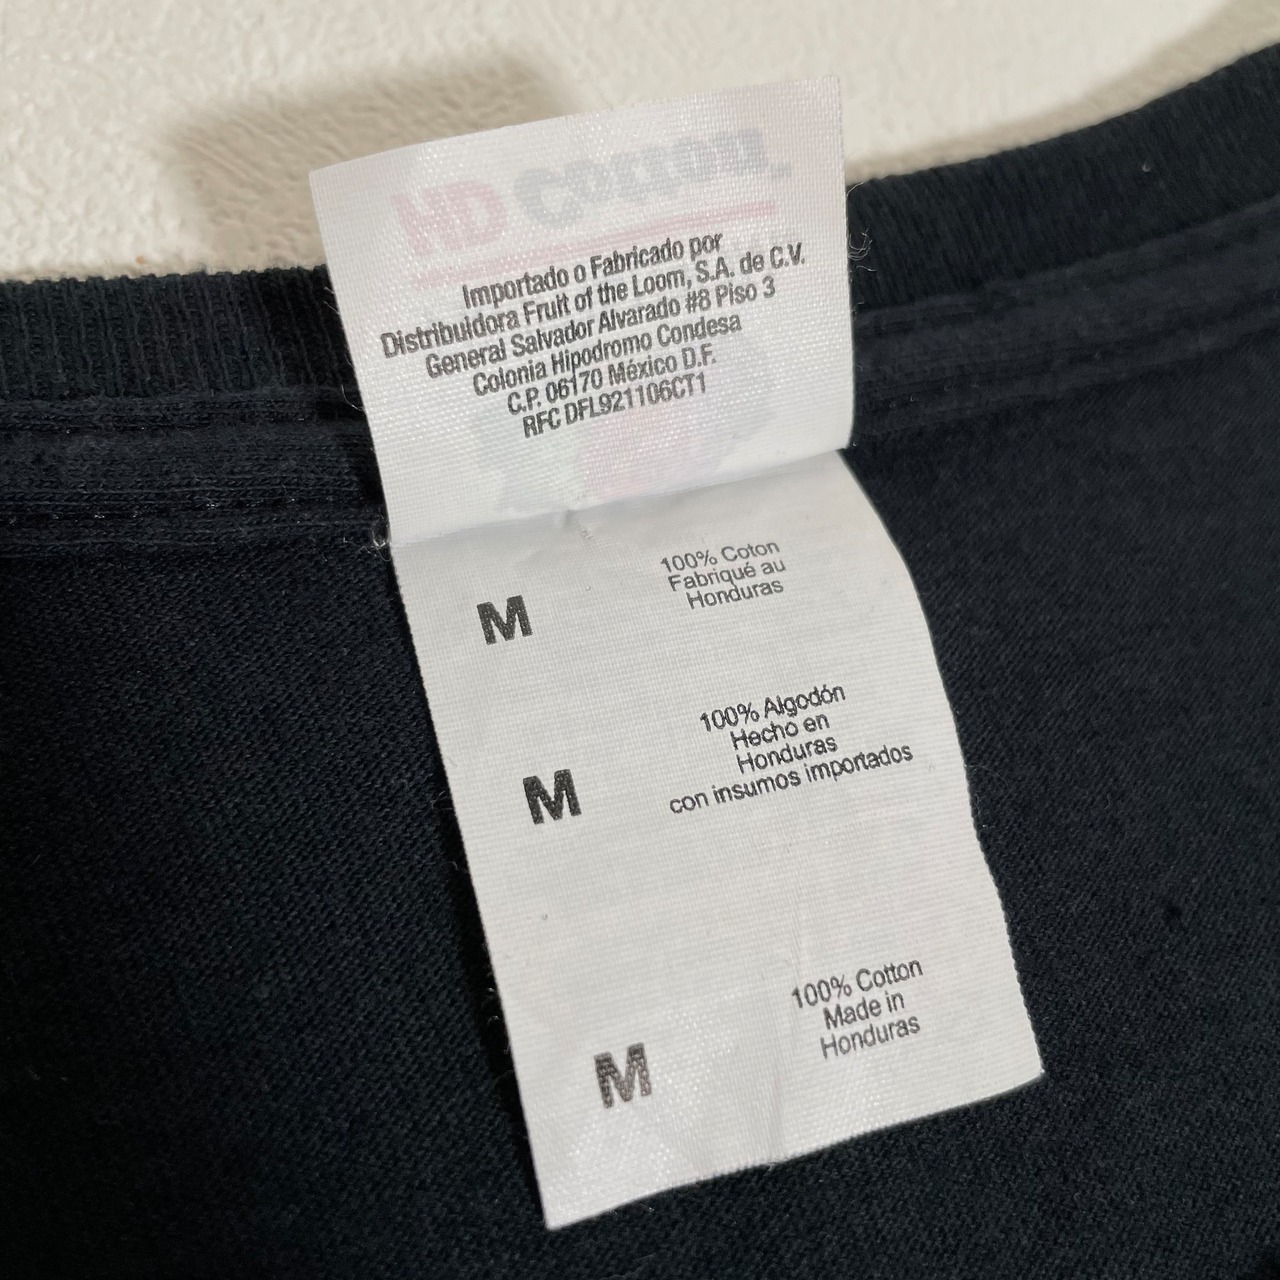 HD Cotton™
Importado o Fabricado por
Distribuidora Fruit of the Loom, S.A. de C.V.
General Salvador Alvarado #8 Piso 3
Colonia Hipodromo Condesa
C.P. 06170 México D.F.
RFC DFL921106CT1
M
100% Coton
Fabriqué au
Honduras
M
100% Algodón
Hecho en
Honduras
con insumos importados
M
100% Cotton
Made in
Honduras